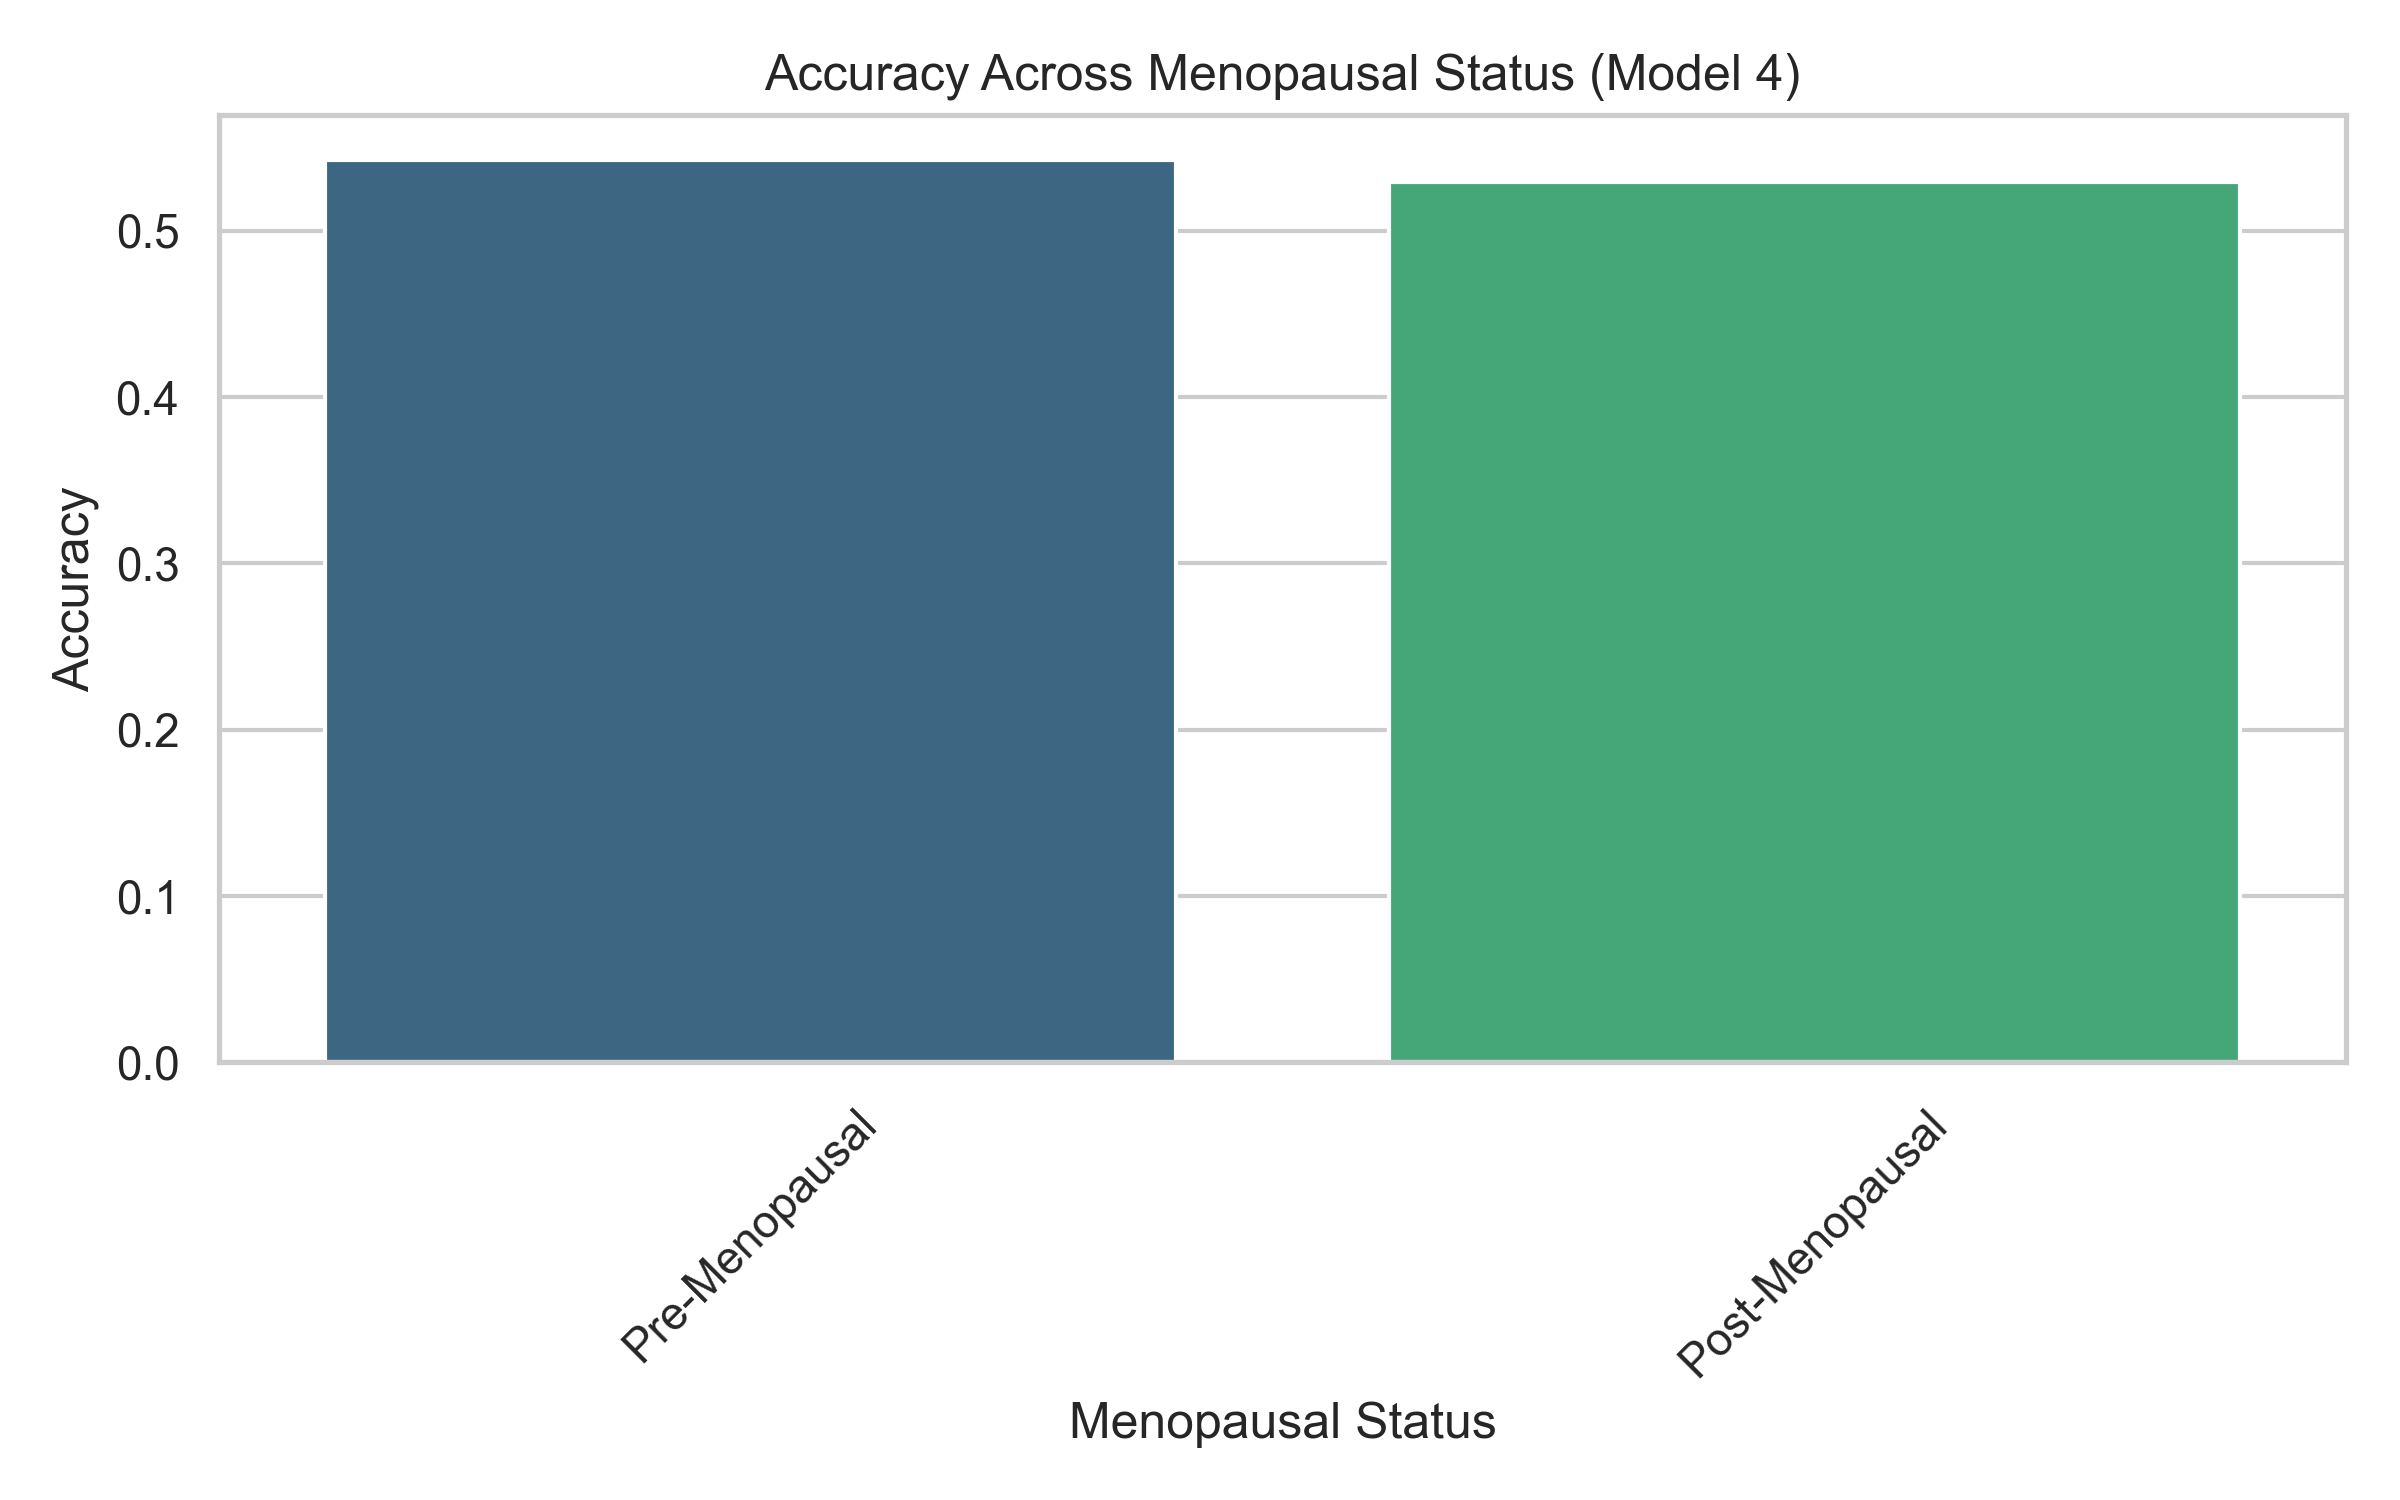 Accuracy Across Menopausal Status (Model 4)
Accuracy
0.5
0.4
0.3
0.2
0.1
0.0
Pre-Menopausal
Post-Menopausal
Menopausal Status